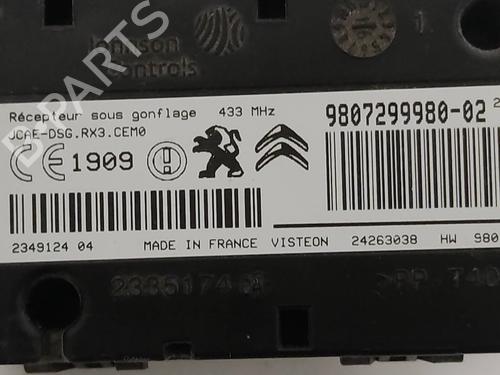 Johnson
Controls
Récepteur sous gonflage 433 MHz
JCAE-DSG.RX3.CEM0
9807299980-02
CE 1909
2349124 04 MADE IN FRANCE VISTEON 24263038 HW 980
B-PARTS